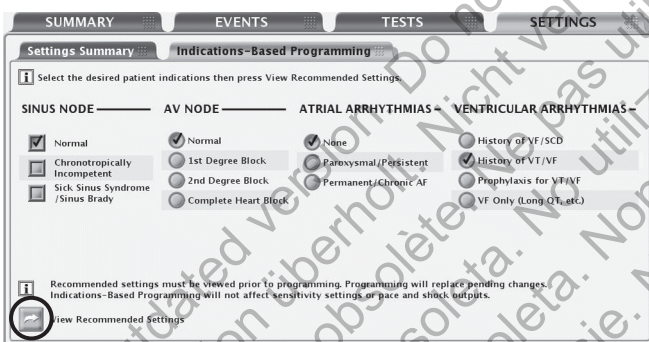 SUMMARY EVENTS TESTS SETTINGS
Settings Summary Indications-Based Programming
i Select the desired patient indications then press View Recommended Settings.
SINUS NODE
Normal
Chronotropically
Incompetent
Sick Sinus Syndrome
/Sinus Brady
AV NODE
Normal
1st Degree Block
2nd Degree Block
Complete Heart Block
ATRIAL ARRHYTHMIAS
None
Paroxysmal/Persistent
Permanent/Chronic AF
VENTRICULAR ARRHYTHMIAS
History of VF/SCD
History of VT/VF
Prophylaxis for VT/VF
VF Only (Long QT, etc.)
i Recommended settings must be viewed prior to programming. Programming will replace pending changes.
Indications-Based Programming will not affect sensitivity settings or pace and shock outputs.
View Recommended Settings